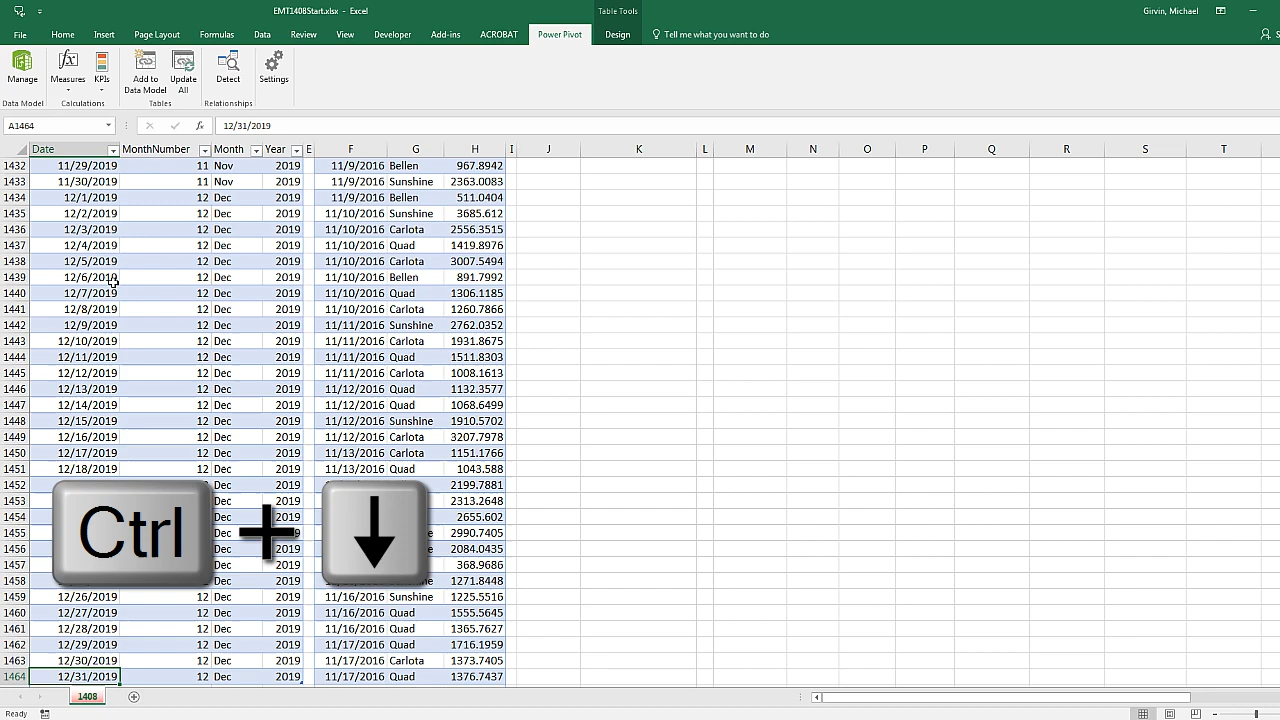 EMT1408Start.xlsx - Excel
Table Tools
Girvin, Michael
File Home Insert Page Layout Formulas Data Review View Developer Add-ins ACROBAT Power Pivot Design Tell me what you want to do
Manage Measures KPIs Add to Data Model Update All Detect Settings
Data Model Calculations Tables Relationships
A1464 fx 12/31/2019
Date MonthNumber Month Year E F G H I J K L M N O P Q R S T
1432 11/29/2019 11 Nov 2019 11/9/2016 Bellen 967.8942
1433 11/30/2019 11 Nov 2019 11/9/2016 Sunshine 2363.0083
1434 12/1/2019 12 Dec 2019 11/9/2016 Bellen 511.0404
1435 12/2/2019 12 Dec 2019 11/10/2016 Sunshine 3685.612
1436 12/3/2019 12 Dec 2019 11/10/2016 Carlota 2556.3515
1437 12/4/2019 12 Dec 2019 11/10/2016 Quad 1419.8976
1438 12/5/2019 12 Dec 2019 11/10/2016 Carlota 3007.5494
1439 12/6/2019 12 Dec 2019 11/10/2016 Bellen 891.7992
1440 12/7/2019 12 Dec 2019 11/10/2016 Quad 1306.1185
1441 12/8/2019 12 Dec 2019 11/10/2016 Carlota 1260.7866
1442 12/9/2019 12 Dec 2019 11/11/2016 Sunshine 2762.0352
1443 12/10/2019 12 Dec 2019 11/11/2016 Carlota 1931.8675
1444 12/11/2019 12 Dec 2019 11/11/2016 Quad 1511.8303
1445 12/12/2019 12 Dec 2019 11/11/2016 Carlota 1008.1613
1446 12/13/2019 12 Dec 2019 11/12/2016 Quad 1132.3577
1447 12/14/2019 12 Dec 2019 11/12/2016 Quad 1068.6499
1448 12/15/2019 12 Dec 2019 11/12/2016 Sunshine 1910.5702
1449 12/16/2019 12 Dec 2019 11/12/2016 Carlota 3207.7978
1450 12/17/2019 12 Dec 2019 11/13/2016 Carlota 1151.1766
1451 12/18/2019 12 Dec 2019 11/13/2016 Quad 1043.588
1452 Dec 2019 2199.7881
1453 Dec 2019 2313.2648
1454 Dec 2019 2655.602
1455 Dec 2019 2990.7405
1456 Dec 2019 2084.0435
1457 Dec 2019 368.9686
1458 Dec 2019 1271.8448
Ctrl + ↓
1459 12/26/2019 12 Dec 2019 11/16/2016 Sunshine 1225.5516
1460 12/27/2019 12 Dec 2019 11/16/2016 Quad 1555.5645
1461 12/28/2019 12 Dec 2019 11/16/2016 Quad 1365.7627
1462 12/29/2019 12 Dec 2019 11/17/2016 Quad 1716.1959
1463 12/30/2019 12 Dec 2019 11/17/2016 Carlota 1373.7405
1464 12/31/2019 12 Dec 2019 11/17/2016 Quad 1376.7437
1408
Ready